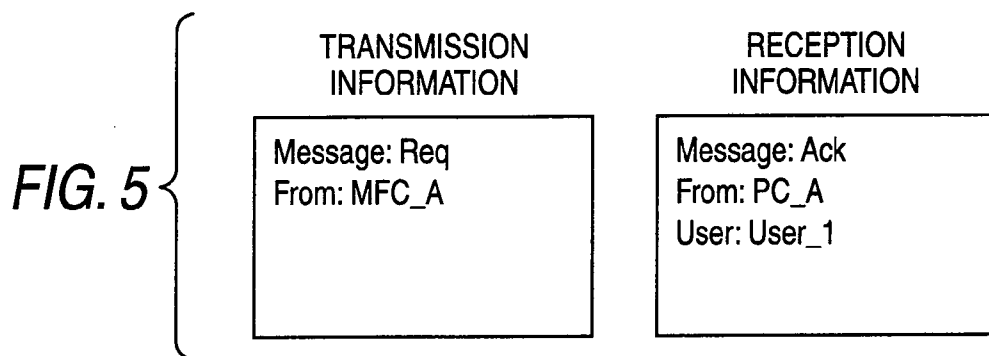 FIG. 5
TRANSMISSION
INFORMATION
Message: Req
From: MFC_A
RECEPTION
INFORMATION
Message: Ack
From: PC_A
User: User_1